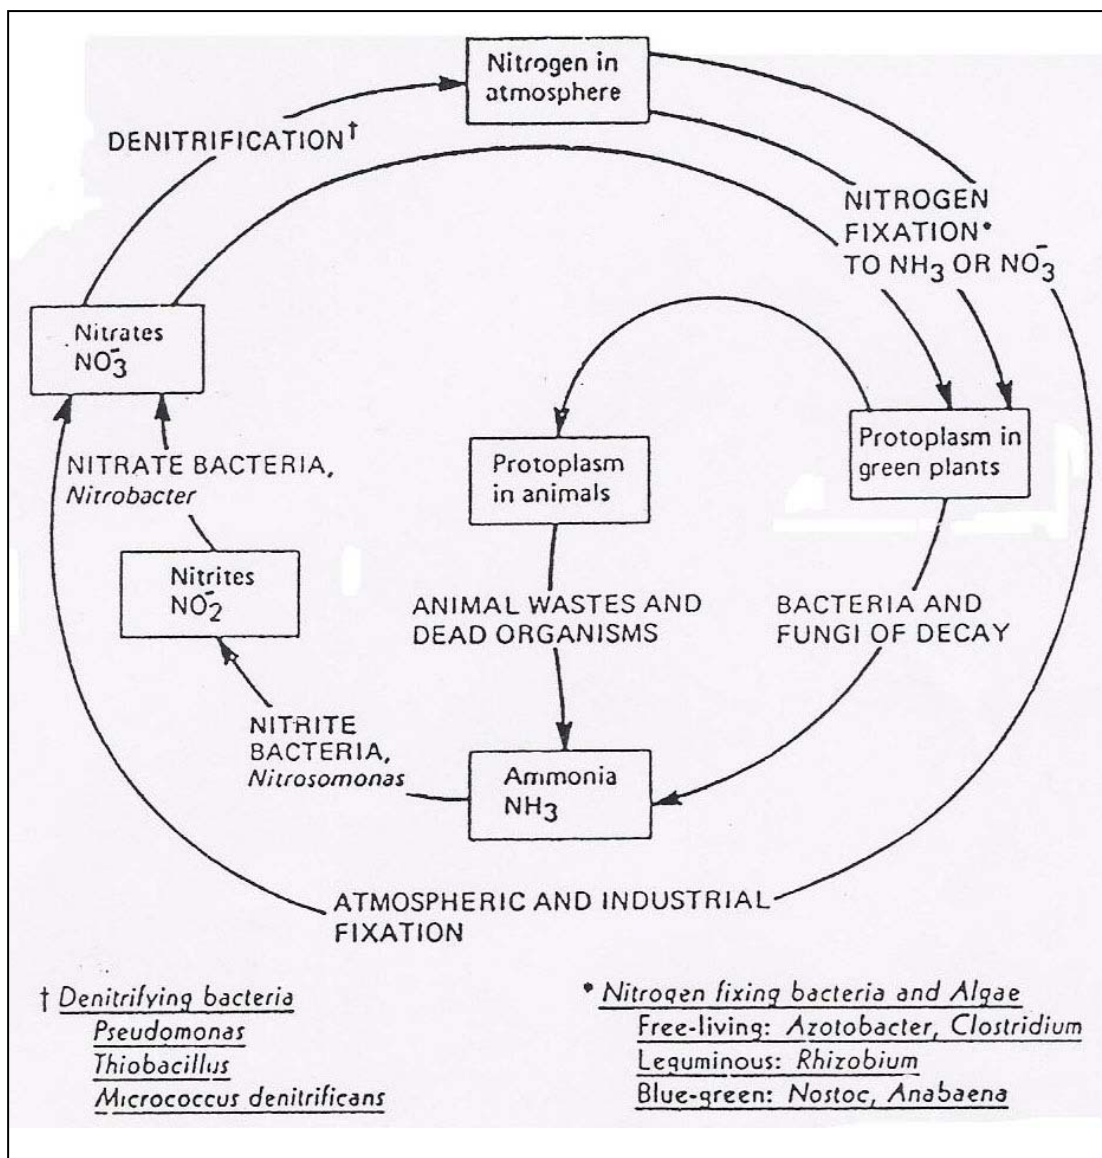 Nitrogen in
atmosphere
DENITRIFICATION†
NITROGEN
FIXATION*
TO NH3 OR NO3-
Nitrates
NO3-
Protoplasm in
green plants
Protoplasm
in animals
NITRATE BACTERIA,
Nitrobacter
Nitrites
NO2-
ANIMAL WASTES AND
DEAD ORGANISMS
BACTERIA AND
FUNGI OF DECAY
NITRITE
BACTERIA,
Nitrosomonas
Ammonia
NH3
ATMOSPHERIC AND INDUSTRIAL
FIXATION
† Denitrifying bacteria
Pseudomonas
Thiobacillus
Micrococcus denitrificans
* Nitrogen fixing bacteria and Algae
Free-living: Azotobacter, Clostridium
Leguminous: Rhizobium
Blue-green: Nostoc, Anabaena